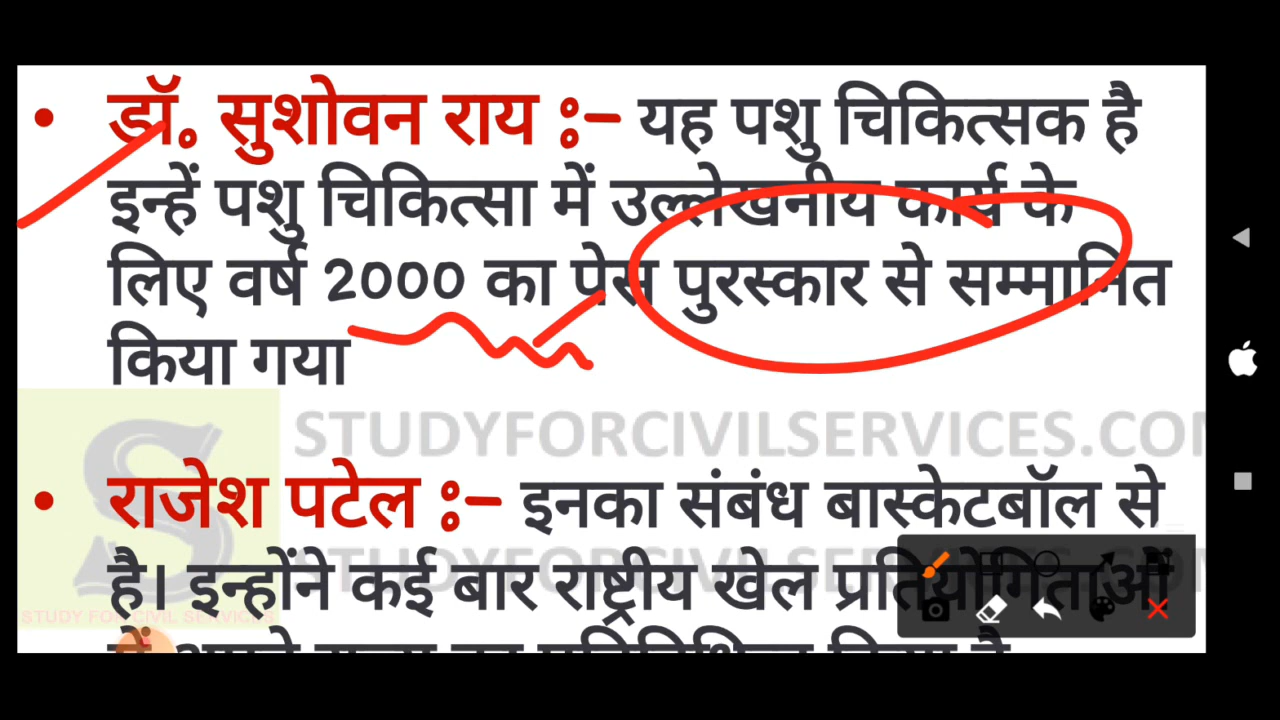 • डॉ. सुशोवन राय :– यह पशु चिकित्सक है
इन्हें पशु चिकित्सा में उल्लेखनीय कार्य के
लिए वर्ष 2000 का पेस पुरस्कार से सम्मानित
किया गया
STUDYFORCIVILSERVICES.COM
• राजेश पटेल :– इनका संबंध बास्केटबॉल से
है। इन्होंने कई बार राष्ट्रीय खेल प्रतियोगिताओं
STUDY FOR CIVIL SERVICES